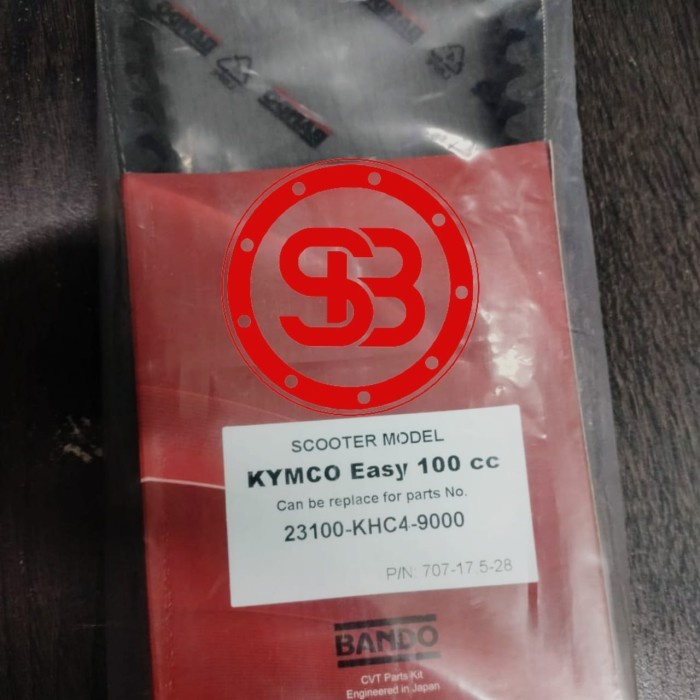 SB
SCOOTER MODEL
KYMCO Easy 100 cc
Can be replace for parts No.
23100-KHC4-9000
P/N: 707-17.5-28
BANDO
CVT Parts Kit
Engineered in Japan